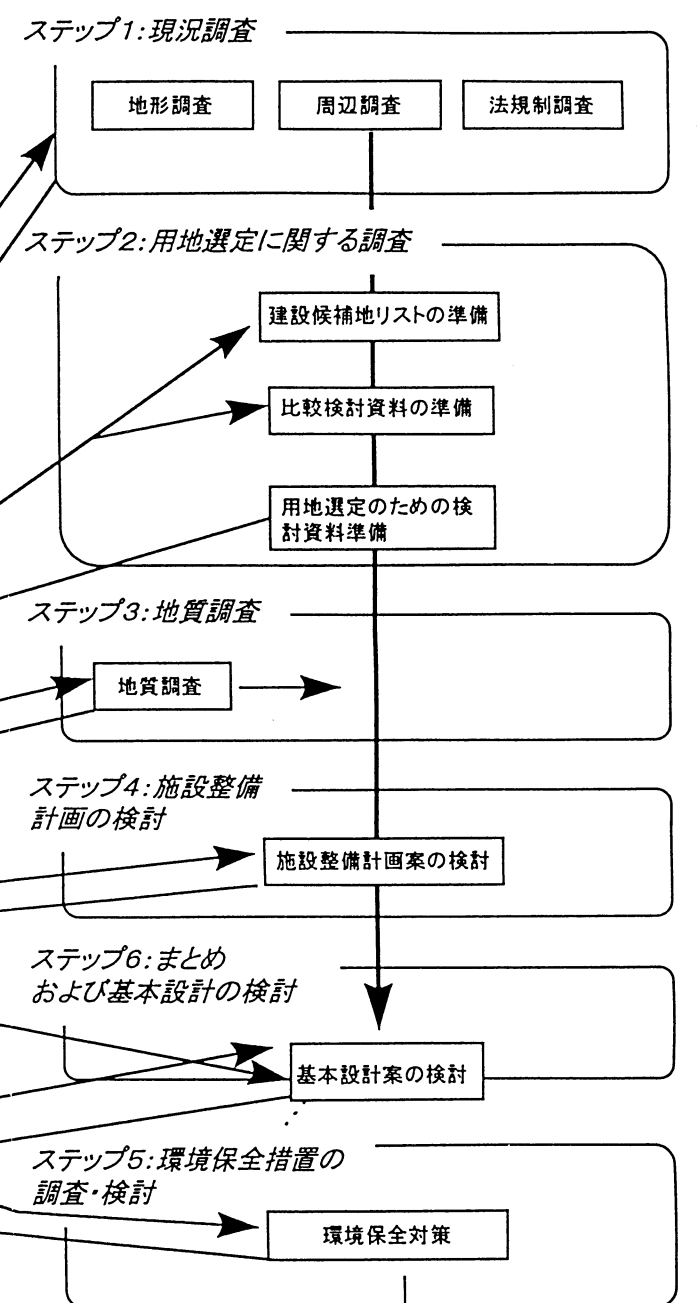 ステップ1:現況調査
地形調査
周辺調査
法規制調査
ステップ2:用地選定に関する調査
建設候補地リストの準備
比較検討資料の準備
用地選定のための検
討資料準備
ステップ3:地質調査
地質調査
ステップ4:施設整備
計画の検討
施設整備計画案の検討
ステップ6:まとめ
および基本設計の検討
基本設計案の検討
ステップ5:環境保全措置の
調査・検討
環境保全対策